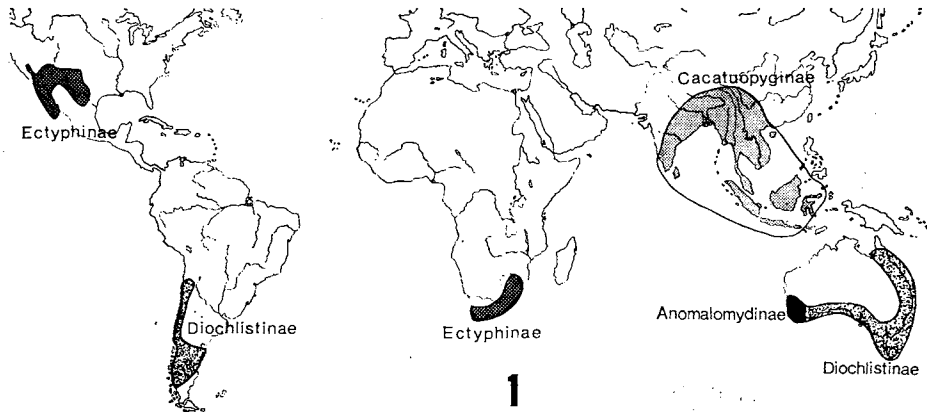 Cacatuopyginae
Ectyphinae
Diochlistinae
Ectyphinae
Anomalomydinae
Diochlistinae
1